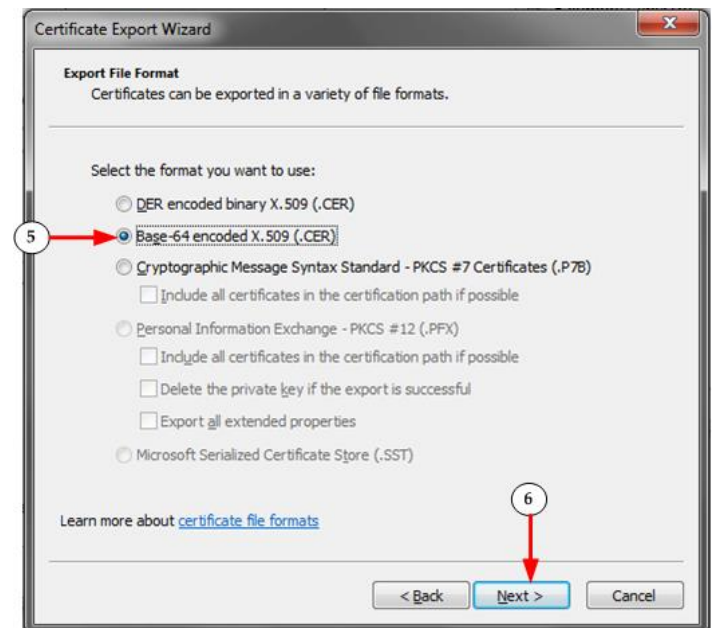 Certificate Export Wizard
Export File Format
Certificates can be exported in a variety of file formats.
Select the format you want to use:
DER encoded binary X.509 (.CER)
5
Base-64 encoded X.509 (.CER)
Cryptographic Message Syntax Standard - PKCS #7 Certificates (.P7B)
Include all certificates in the certification path if possible
Personal Information Exchange - PKCS #12 (.PFX)
Include all certificates in the certification path if possible
Delete the private key if the export is successful
Export all extended properties
Microsoft Serialized Certificate Store (.SST)
6
Learn more about certificate file formats
< Back Next > Cancel